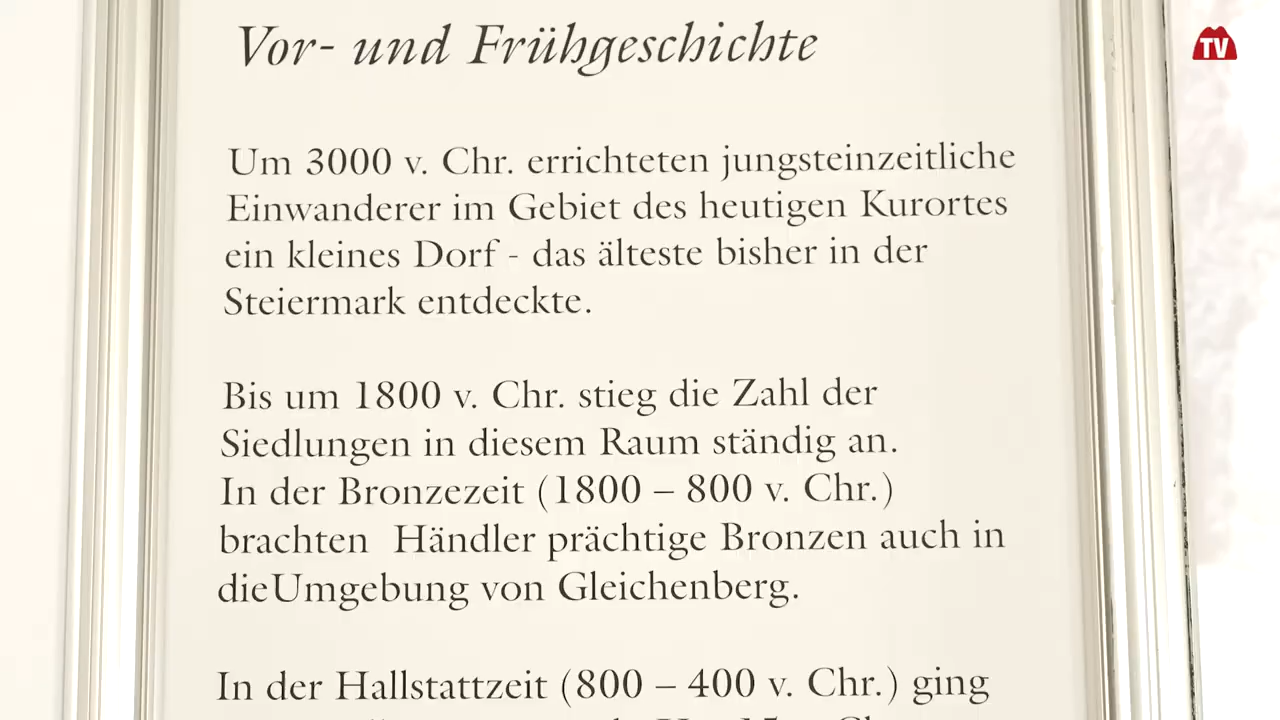 Vor- und Frühgeschichte
TV
Um 3000 v. Chr. errichteten jungsteinzeitliche
Einwanderer im Gebiet des heutigen Kurortes
ein kleines Dorf - das älteste bisher in der
Steiermark entdeckte.
Bis um 1800 v. Chr. stieg die Zahl der
Siedlungen in diesem Raum ständig an.
In der Bronzezeit (1800 – 800 v. Chr.)
brachten  Händler prächtige Bronzen auch in
dieUmgebung von Gleichenberg.
In der Hallstattzeit (800 – 400 v. Chr.) ging